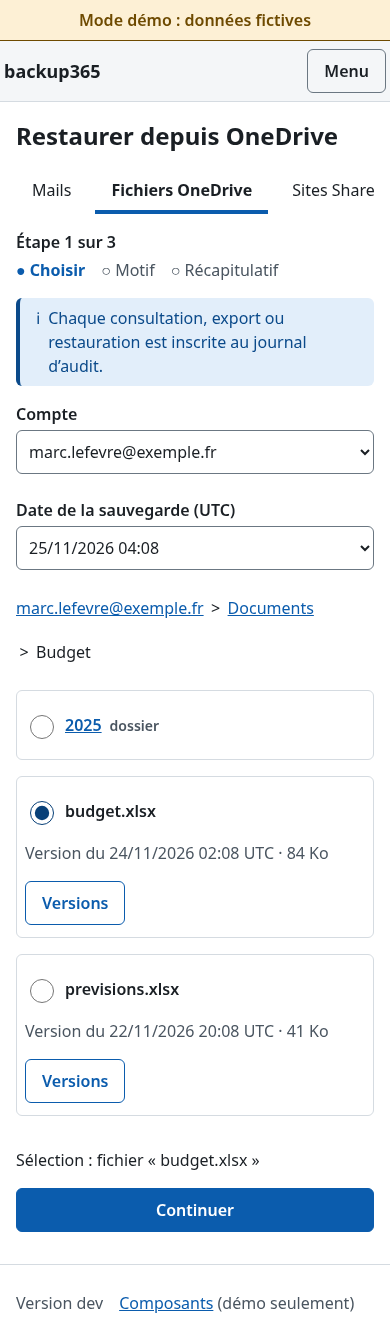 Mode démo : données fictives
backup365
Menu
Restaurer depuis OneDrive
Mails Fichiers OneDrive Sites Share
Étape 1 sur 3
● Choisir ○ Motif ○ Récapitulatif
i Chaque consultation, export ou
restauration est inscrite au journal
d’audit.
Compte
marc.lefevre@exemple.fr
Date de la sauvegarde (UTC)
25/11/2026 04:08
marc.lefevre@exemple.fr > Documents
> Budget
2025 dossier
budget.xlsx
Version du 24/11/2026 02:08 UTC · 84 Ko
Versions
previsions.xlsx
Version du 22/11/2026 20:08 UTC · 41 Ko
Versions
Sélection : fichier « budget.xlsx »
Continuer
Version dev Composants (démo seulement)